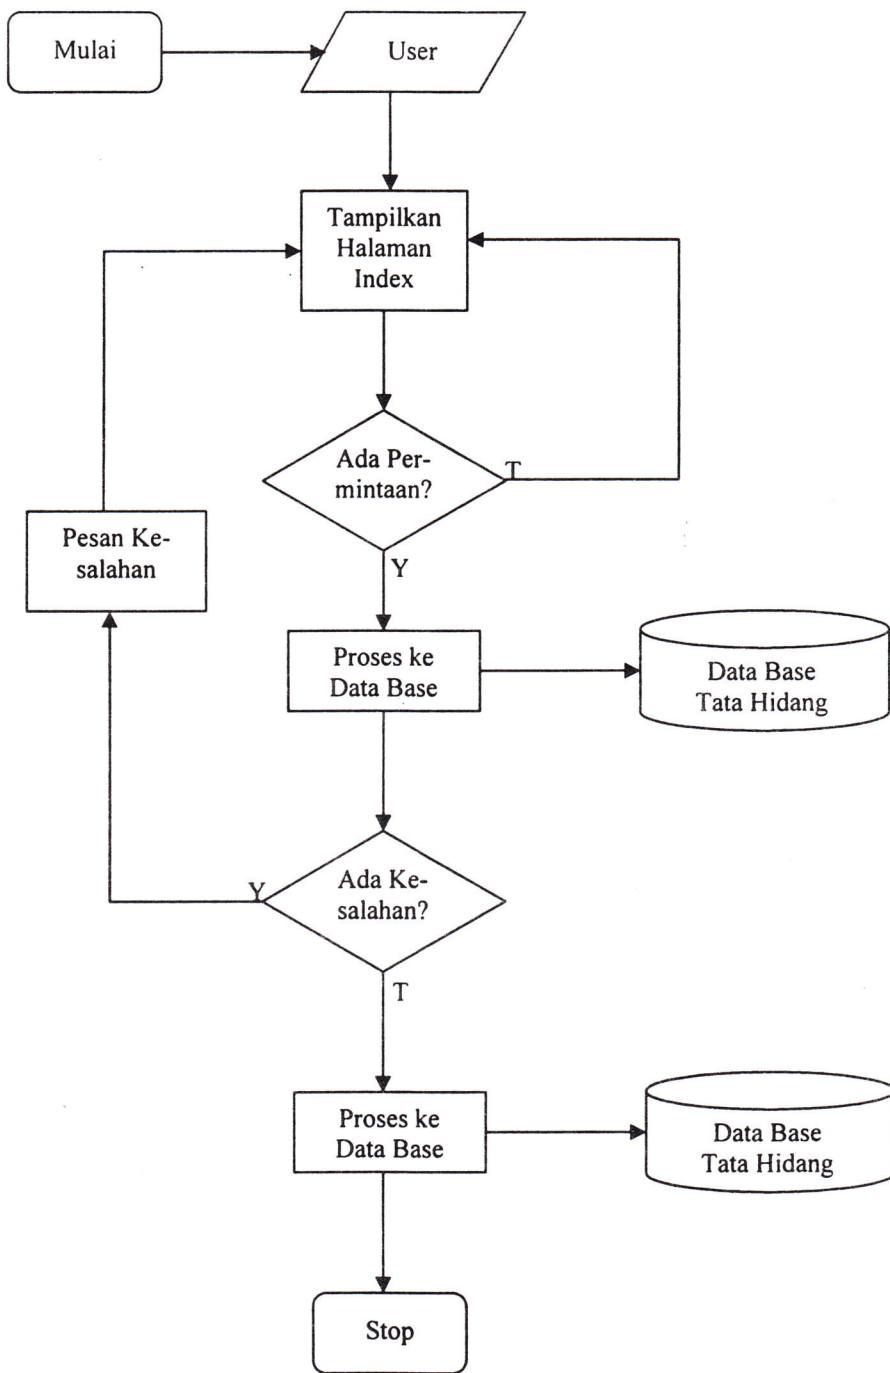 Mulai
User
Tampilkan
Halaman
Index
Ada Per-
mintaan?
T
Y
Pesan Ke-
salahan
Proses ke
Data Base
Data Base
Tata Hidang
Ada Ke-
salahan?
Y
T
Proses ke
Data Base
Data Base
Tata Hidang
Stop